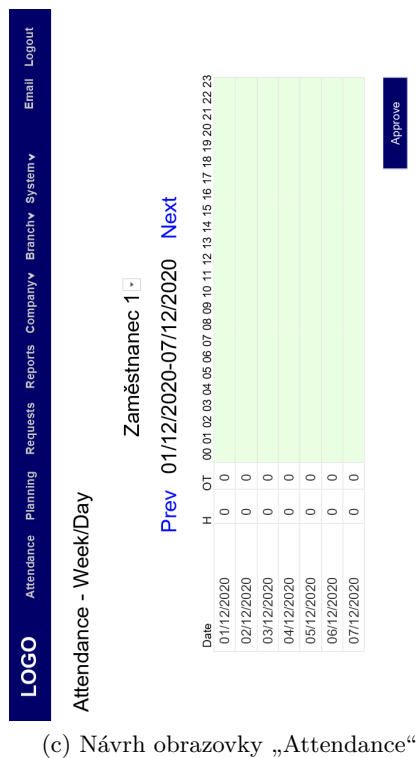 LOGO Attendance Planning Requests Reports Company Branch System Email Logout
Attendance - Week/Day
Zaměstnanec 1
Prev 01/12/2020-07/12/2020 Next
Date H OT 00 01 02 03 04 05 06 07 08 09 10 11 12 13 14 15 16 17 18 19 20 21 22 23
01/12/2020 0 0
02/12/2020 0 0
03/12/2020 0 0
04/12/2020 0 0
05/12/2020 0 0
06/12/2020 0 0
07/12/2020 0 0
Approve
(c) Návrh obrazovky „Attendance“